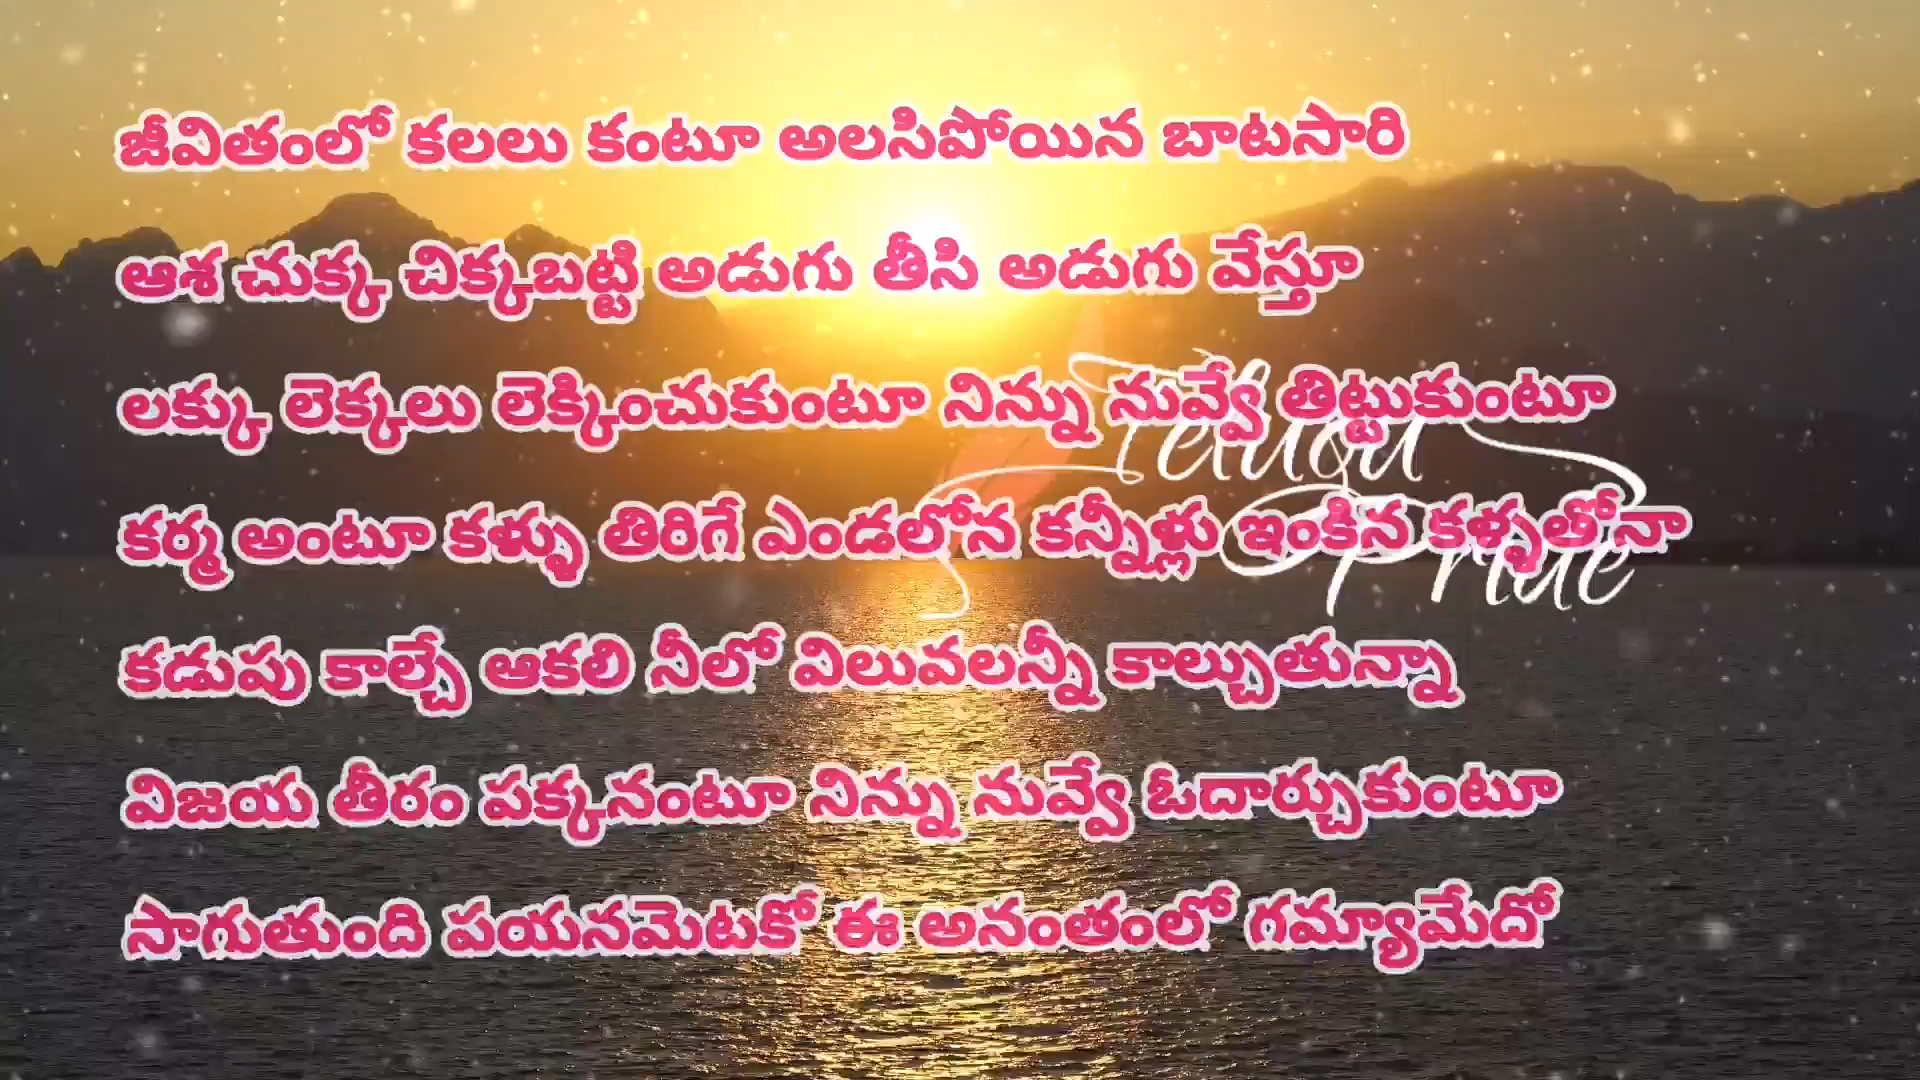 జీవితంలో కలలు కంటూ అలసిపోయిన బాటసారి
ఆశ చుక్క చిక్కబట్టి అడుగు తీసి అడుగు వేస్తూ
లక్కు లెక్కలు లెక్కించుకుంటూ నిన్ను నువ్వే తిట్టుకుంటూ
Telugu
కర్మ అంటూ కళ్ళు తిరిగే ఎండలోన కన్నీళ్లు ఇంకిన కళ్ళతోనా
Pride
కడుపు కాల్చే ఆకలి నీలో విలువలన్నీ కాల్చుతున్నా
విజయ తీరం పక్కనంటూ నిన్ను నువ్వే ఓదార్చుకుంటూ
సాగుతుంది పయనమెటకో ఈ అనంతంలో గమ్యామేదో